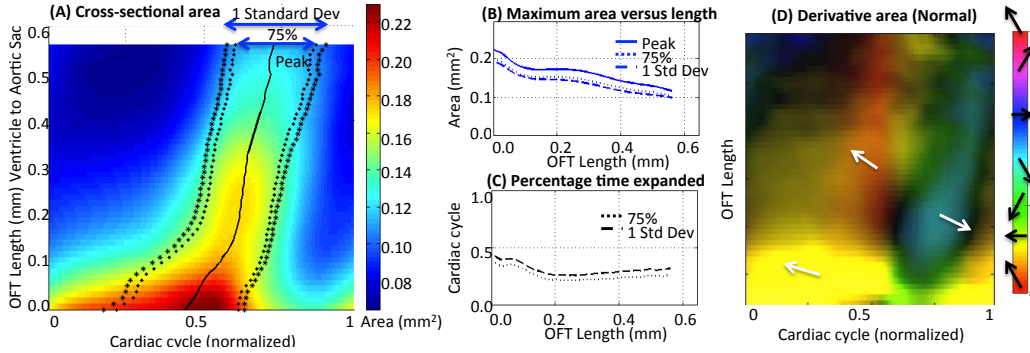 (A) Cross-sectional area
1 Standard Dev
75%
Peak
OFT Length (mm) Ventricle to Aortic Sac
0.6
0.5
0.4
0.3
0.2
0.1
0.0
0
0.5
1
Cardiac cycle (normalized)
0.22
0.20
0.18
0.16
0.14
0.12
0.10
0.08
Area (mm²)
(B) Maximum area versus length
Peak
75%
1 Std Dev
Area (mm²)
0.2
0.1
0.0
0.0
0.2
0.4
0.6
OFT Length (mm)
(C) Percentage time expanded
75%
1 Std Dev
Cardiac cycle
1.0
0.5
0.0
0.0
0.2
0.4
0.6
OFT Length (mm)
(D) Derivative area (Normal)
OFT Length
0
0.5
1
Cardiac cycle (normalized)